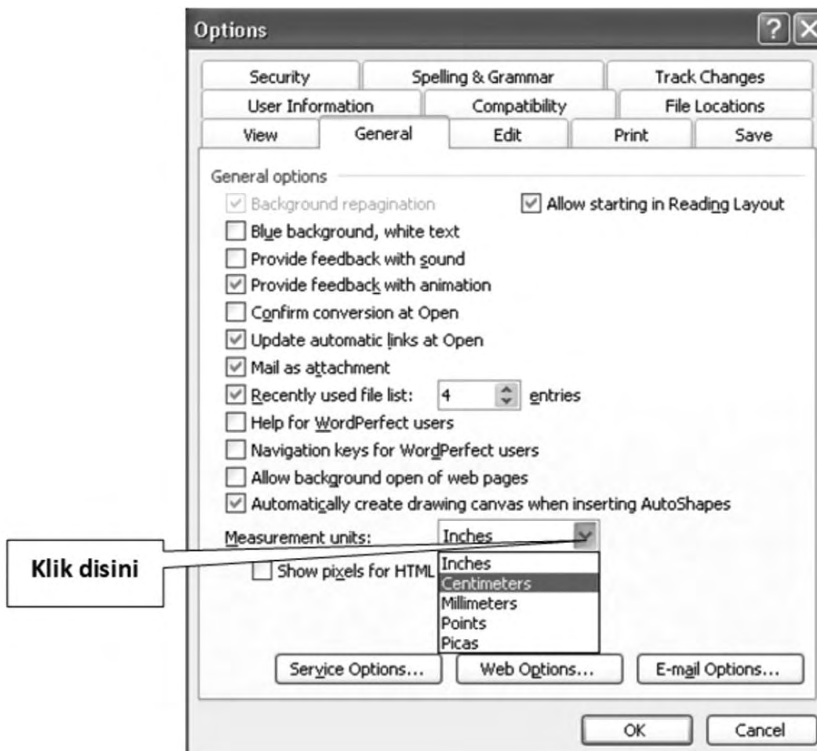 Options
Security Spelling & Grammar Track Changes
User Information Compatibility File Locations
View General Edit Print Save
General options
Background repagination Allow starting in Reading Layout
Blue background, white text
Provide feedback with sound
Provide feedback with animation
Confirm conversion at Open
Update automatic links at Open
Mail as attachment
Recently used file list: 4 entries
Help for WordPerfect users
Navigation keys for WordPerfect users
Allow background open of web pages
Automatically create drawing canvas when inserting AutoShapes
Measurement units: Inches
Klik disini
Show pixels for HTML
Inches
Centimeters
Millimeters
Points
Picas
Service Options... Web Options... E-mail Options...
OK Cancel